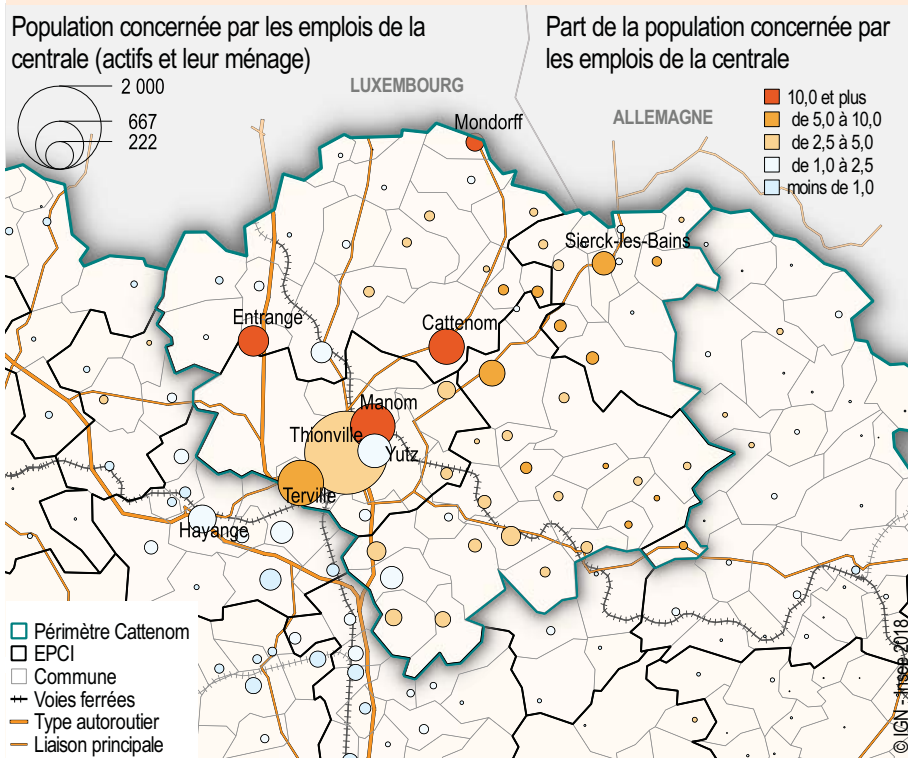 Population concernée par les emplois de la
centrale (actifs et leur ménage)
2 000
667
222
Part de la population concernée par
les emplois de la centrale
10,0 et plus
de 5,0 à 10,0
de 2,5 à 5,0
de 1,0 à 2,5
moins de 1,0
LUXEMBOURG
ALLEMAGNE
Mondorff
Sierck-les-Bains
Entrange
Cattenom
Manom
Thionville
Yutz
Terville
Hayange
Périmètre Cattenom
EPCI
Commune
Voies ferrées
Type autoroutier
Liaison principale
© IGN - Insee 2018